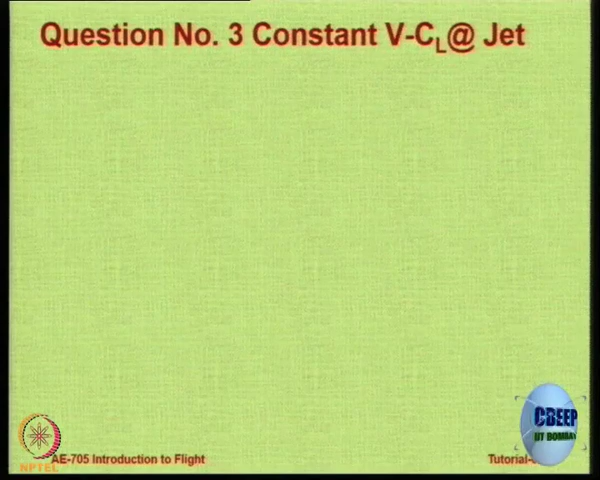 Question No. 3 Constant V-CL@ Jet
CDEEP
IIT BOMBAY
AE-705 Introduction to Flight
NPTEL
Tutorial-